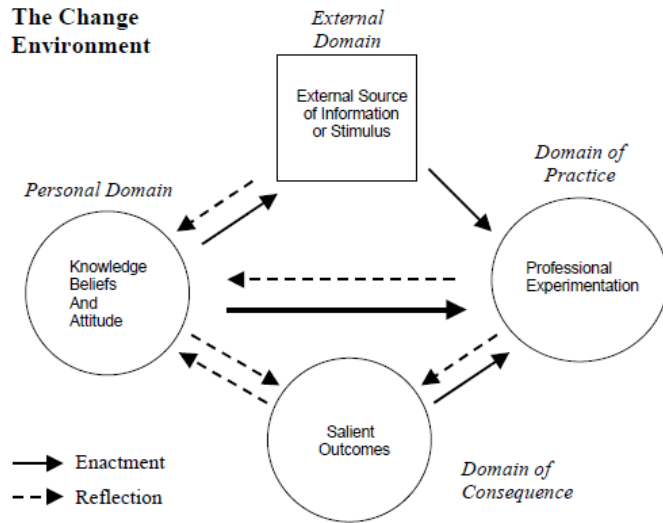 The Change
Environment
External
Domain
External Source
of Information
or Stimulus
Domain of
Practice
Personal Domain
Knowledge
Beliefs
And
Attitude
Professional
Experimentation
Salient
Outcomes
Domain of
Consequence
Enactment
Reflection